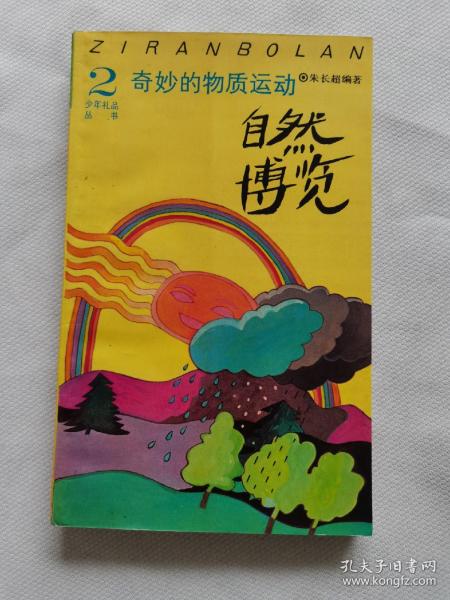 ZIRANBOLAN
2 奇妙的物质运动 朱长超编著
少年礼品
丛书
自然
博览
孔夫子旧书网
www.kongfz.com